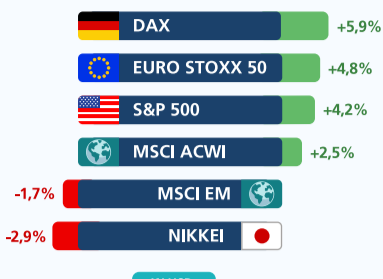 DAX +5,9%
EURO STOXX 50 +4,8%
S&P 500 +4,2%
MSCI ACWI +2,5%
-1,7% MSCI EM
-2,9% NIKKEI